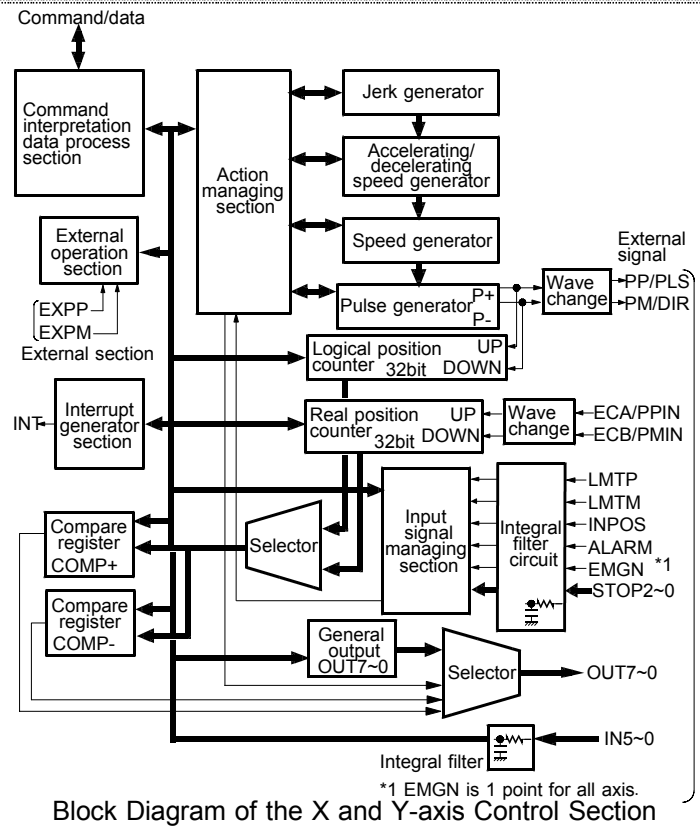 Command/data
Command
interpretation
data process
section
Action
managing
section
Jerk generator
Accelerating/
decelerating
speed generator
Speed generator
Pulse generator
P+
P-
External
operation
section
EXPP
EXPM
External section
External
signal
Wave
change
PP/PLS
PM/DIR
Logical position
counter 32bit
UP
DOWN
INT
Interrupt
generator
section
Real position
counter 32bit
UP
DOWN
Wave
change
ECA/PPIN
ECB/PMIN
Compare
register
COMP+
Selector
Input
signal
managing
section
Integral
filter
circuit
LMTP
LMTM
INPOS
ALARM
EMGN *1
STOP2~0
Compare
register
COMP-
General
output
OUT7~0
Selector
OUT7~0
IN5~0
Integral filter
*1 EMGN is 1 point for all axis.
Block Diagram of the X and Y-axis Control Section